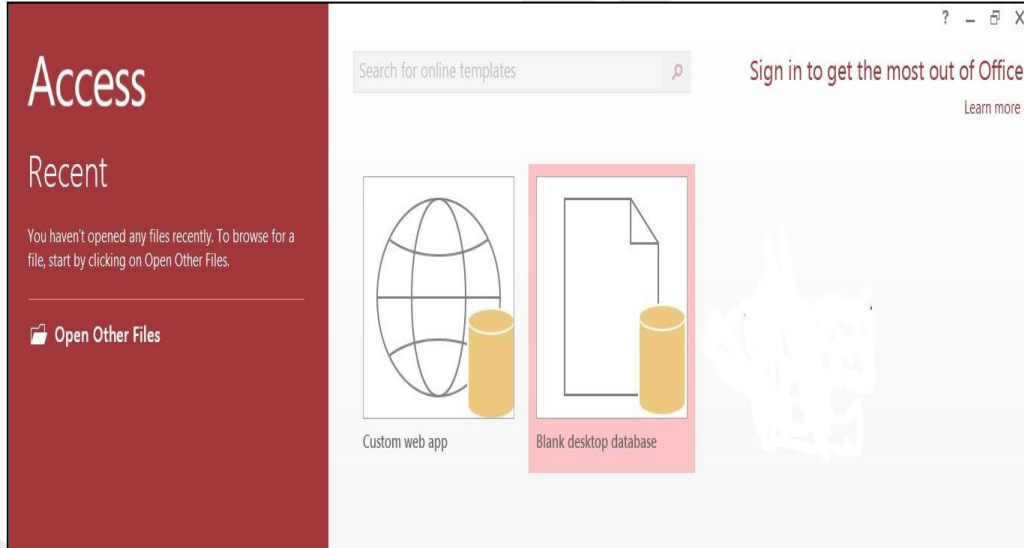 ? – X
Access
Search for online templates
Sign in to get the most out of Office
Learn more
Recent
You haven't opened any files recently. To browse for a
file, start by clicking on Open Other Files.
Open Other Files
Custom web app
Blank desktop database